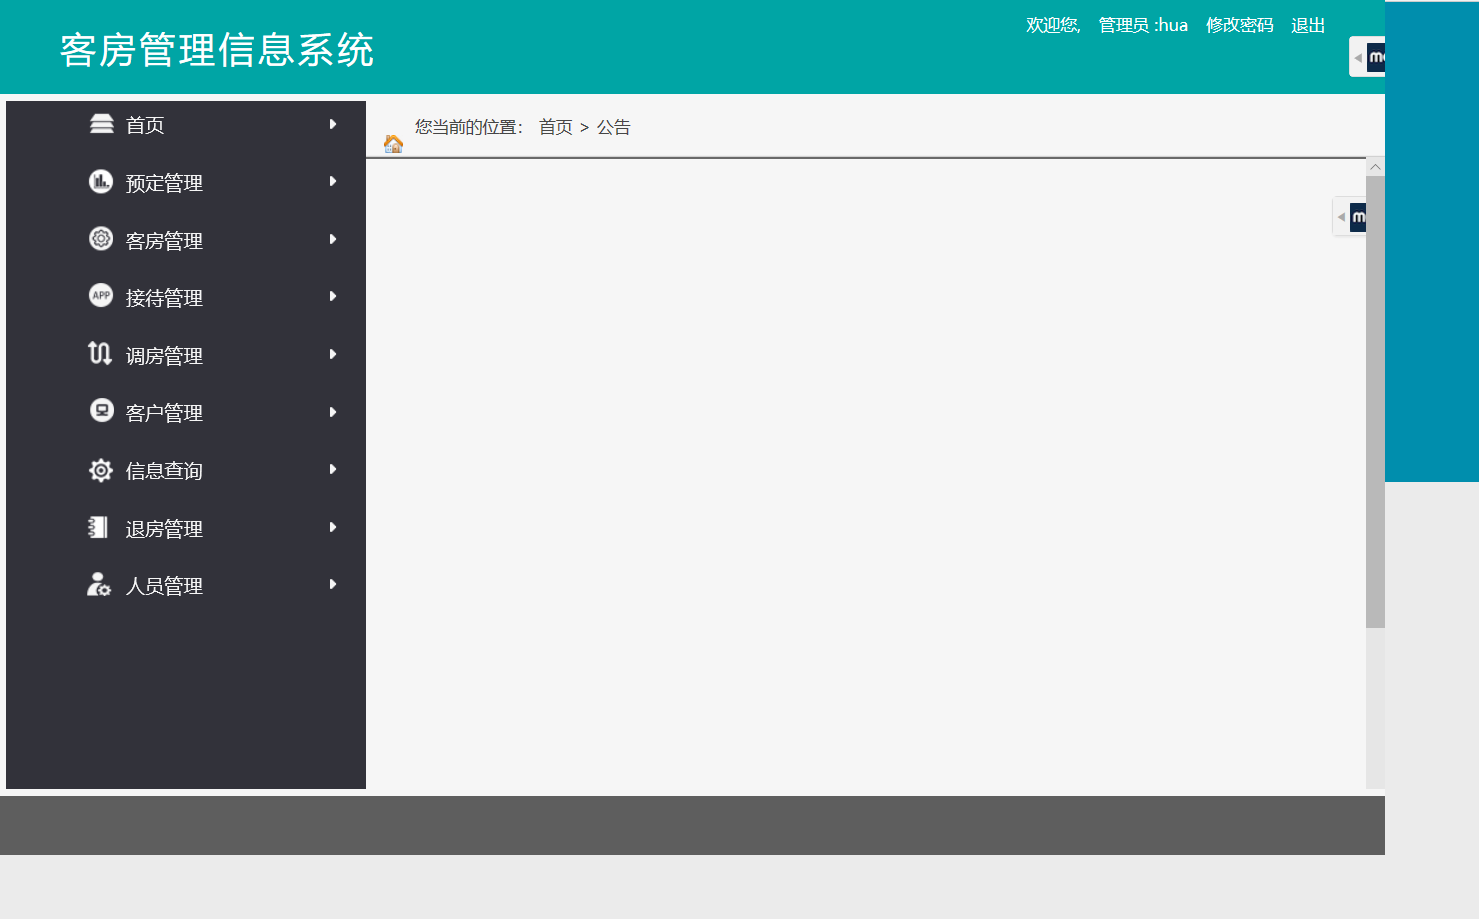 客房管理信息系统
欢迎您, 管理员 :hua 修改密码 退出
首页
预定管理
客房管理
APP 接待管理
调房管理
客户管理
信息查询
退房管理
人员管理
您当前的位置： 首页 > 公告